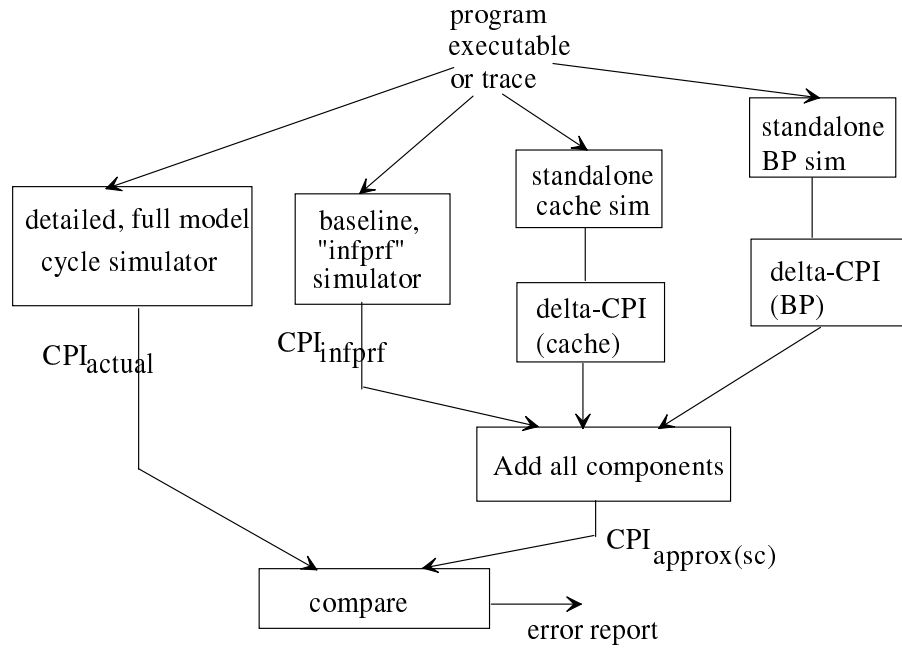 program
executable
or trace
standalone
BP sim
standalone
cache sim
detailed, full model
cycle simulator
baseline,
"infprf"
simulator
delta-CPI
(BP)
delta-CPI
(cache)
CPIactual
CPIinfprf
Add all components
CPIapprox(sc)
compare
error report